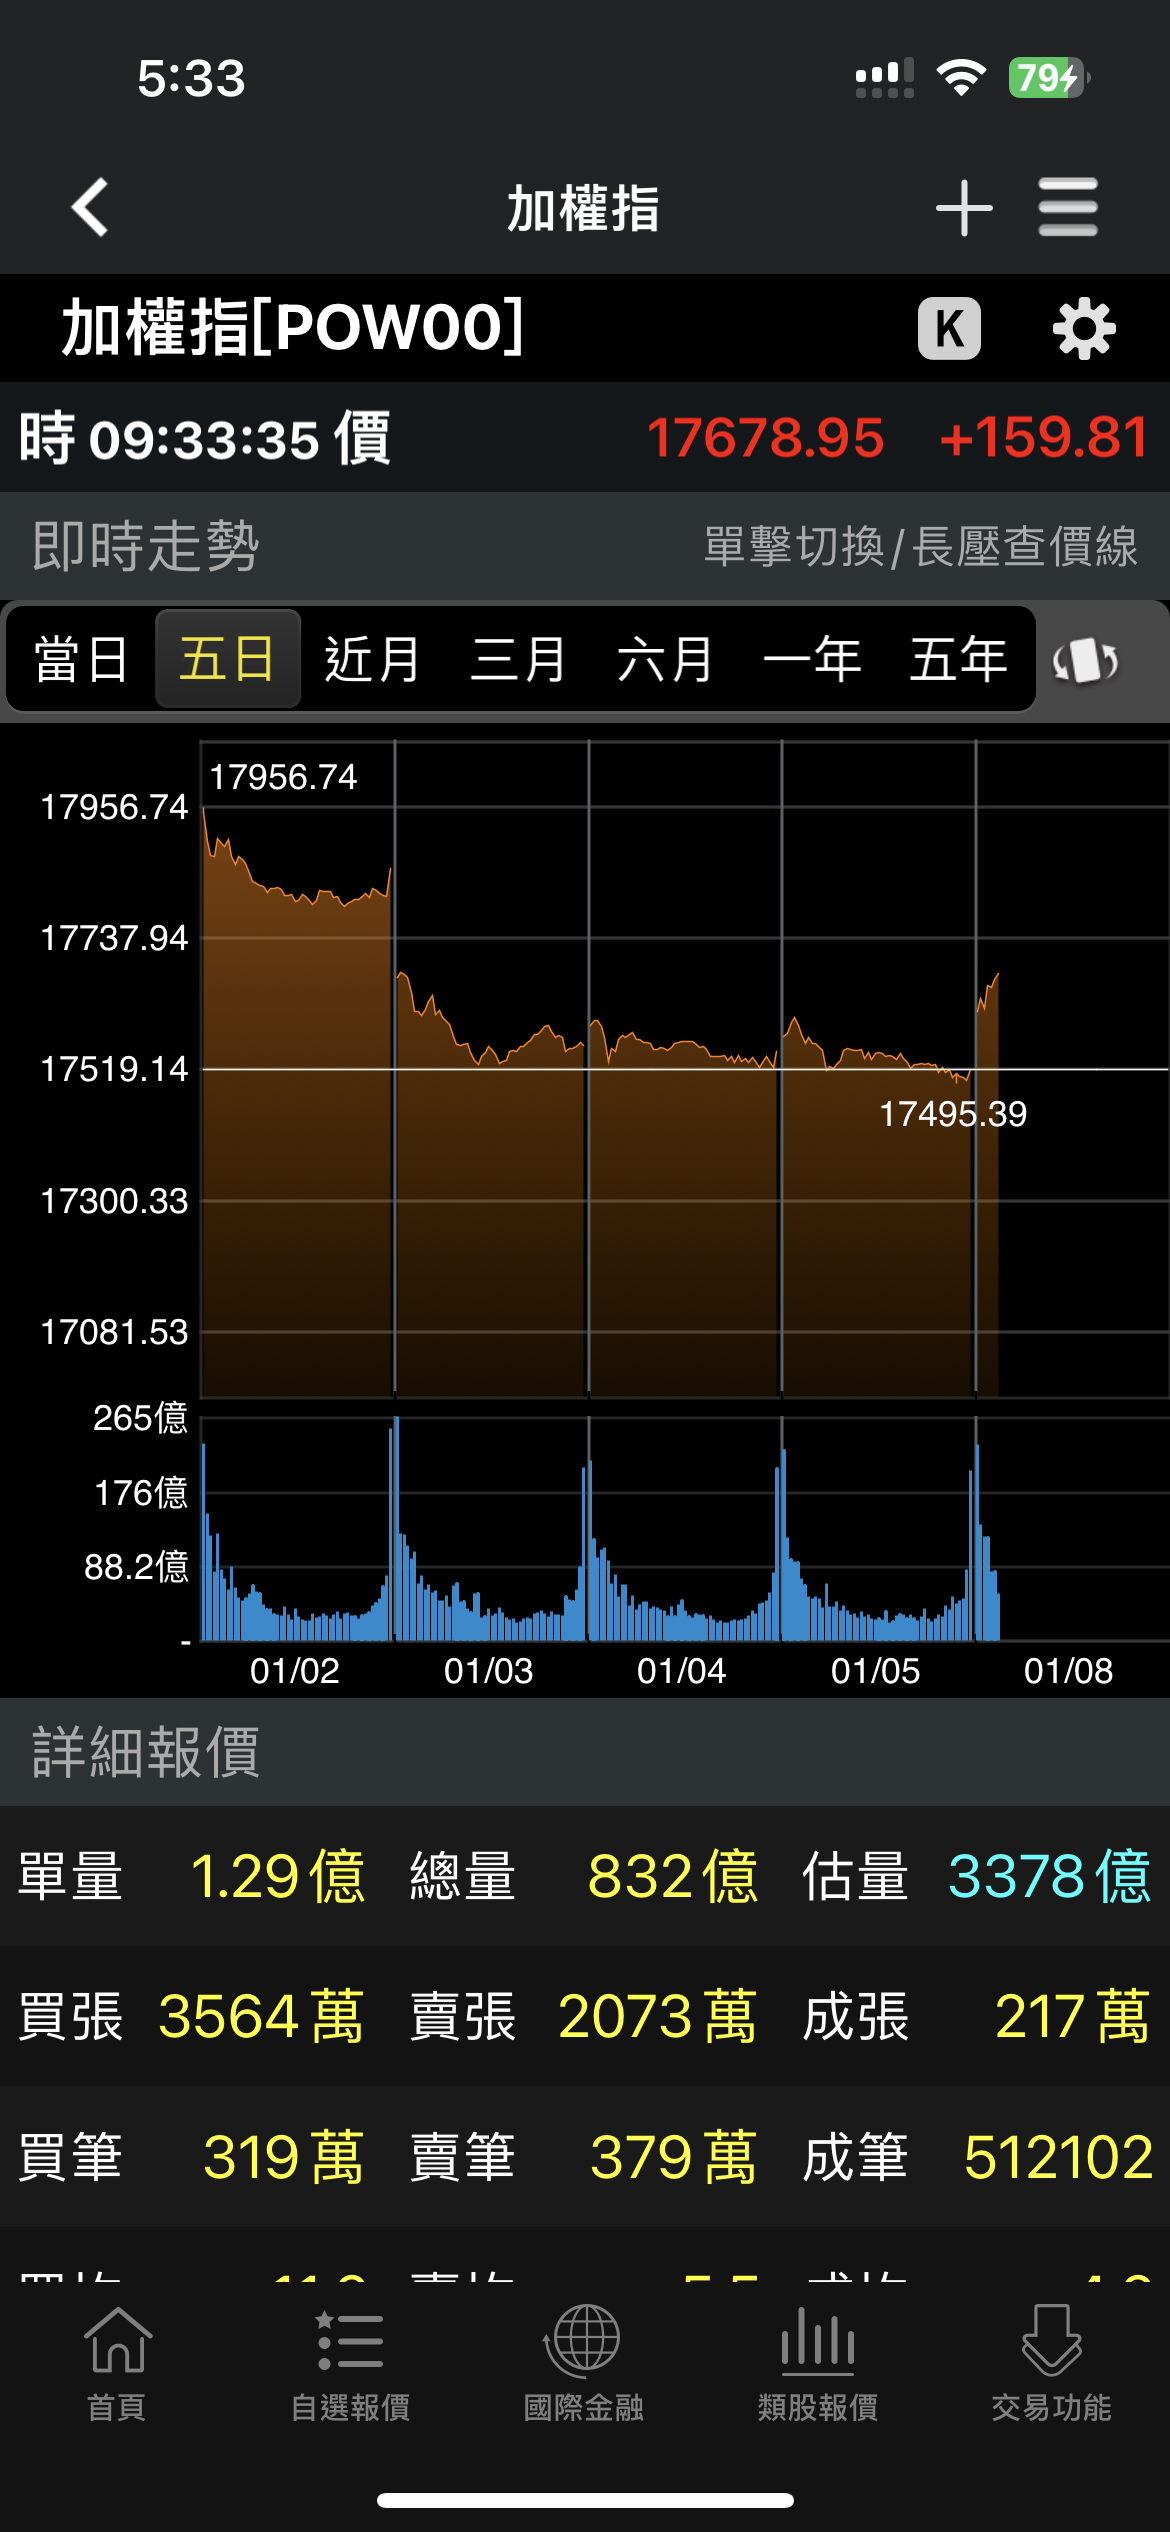 5:33
79
加權指
加權指[POW00]
K
時 09:33:35 價 17678.95 +159.81
即時走勢 單擊切換/長壓查價線
當日 五日 近月 三月 六月 一年 五年
17956.74
17956.74
17737.94
17519.14
17495.39
17300.33
17081.53
265億
176億
88.2億
-
01/02 01/03 01/04 01/05 01/08
詳細報價
單量 1.29億 總量 832億 估量 3378億
買張 3564萬 賣張 2073萬 成張 217萬
買筆 319萬 賣筆 379萬 成筆 512102
首頁 自選報價 國際金融 類股報價 交易功能